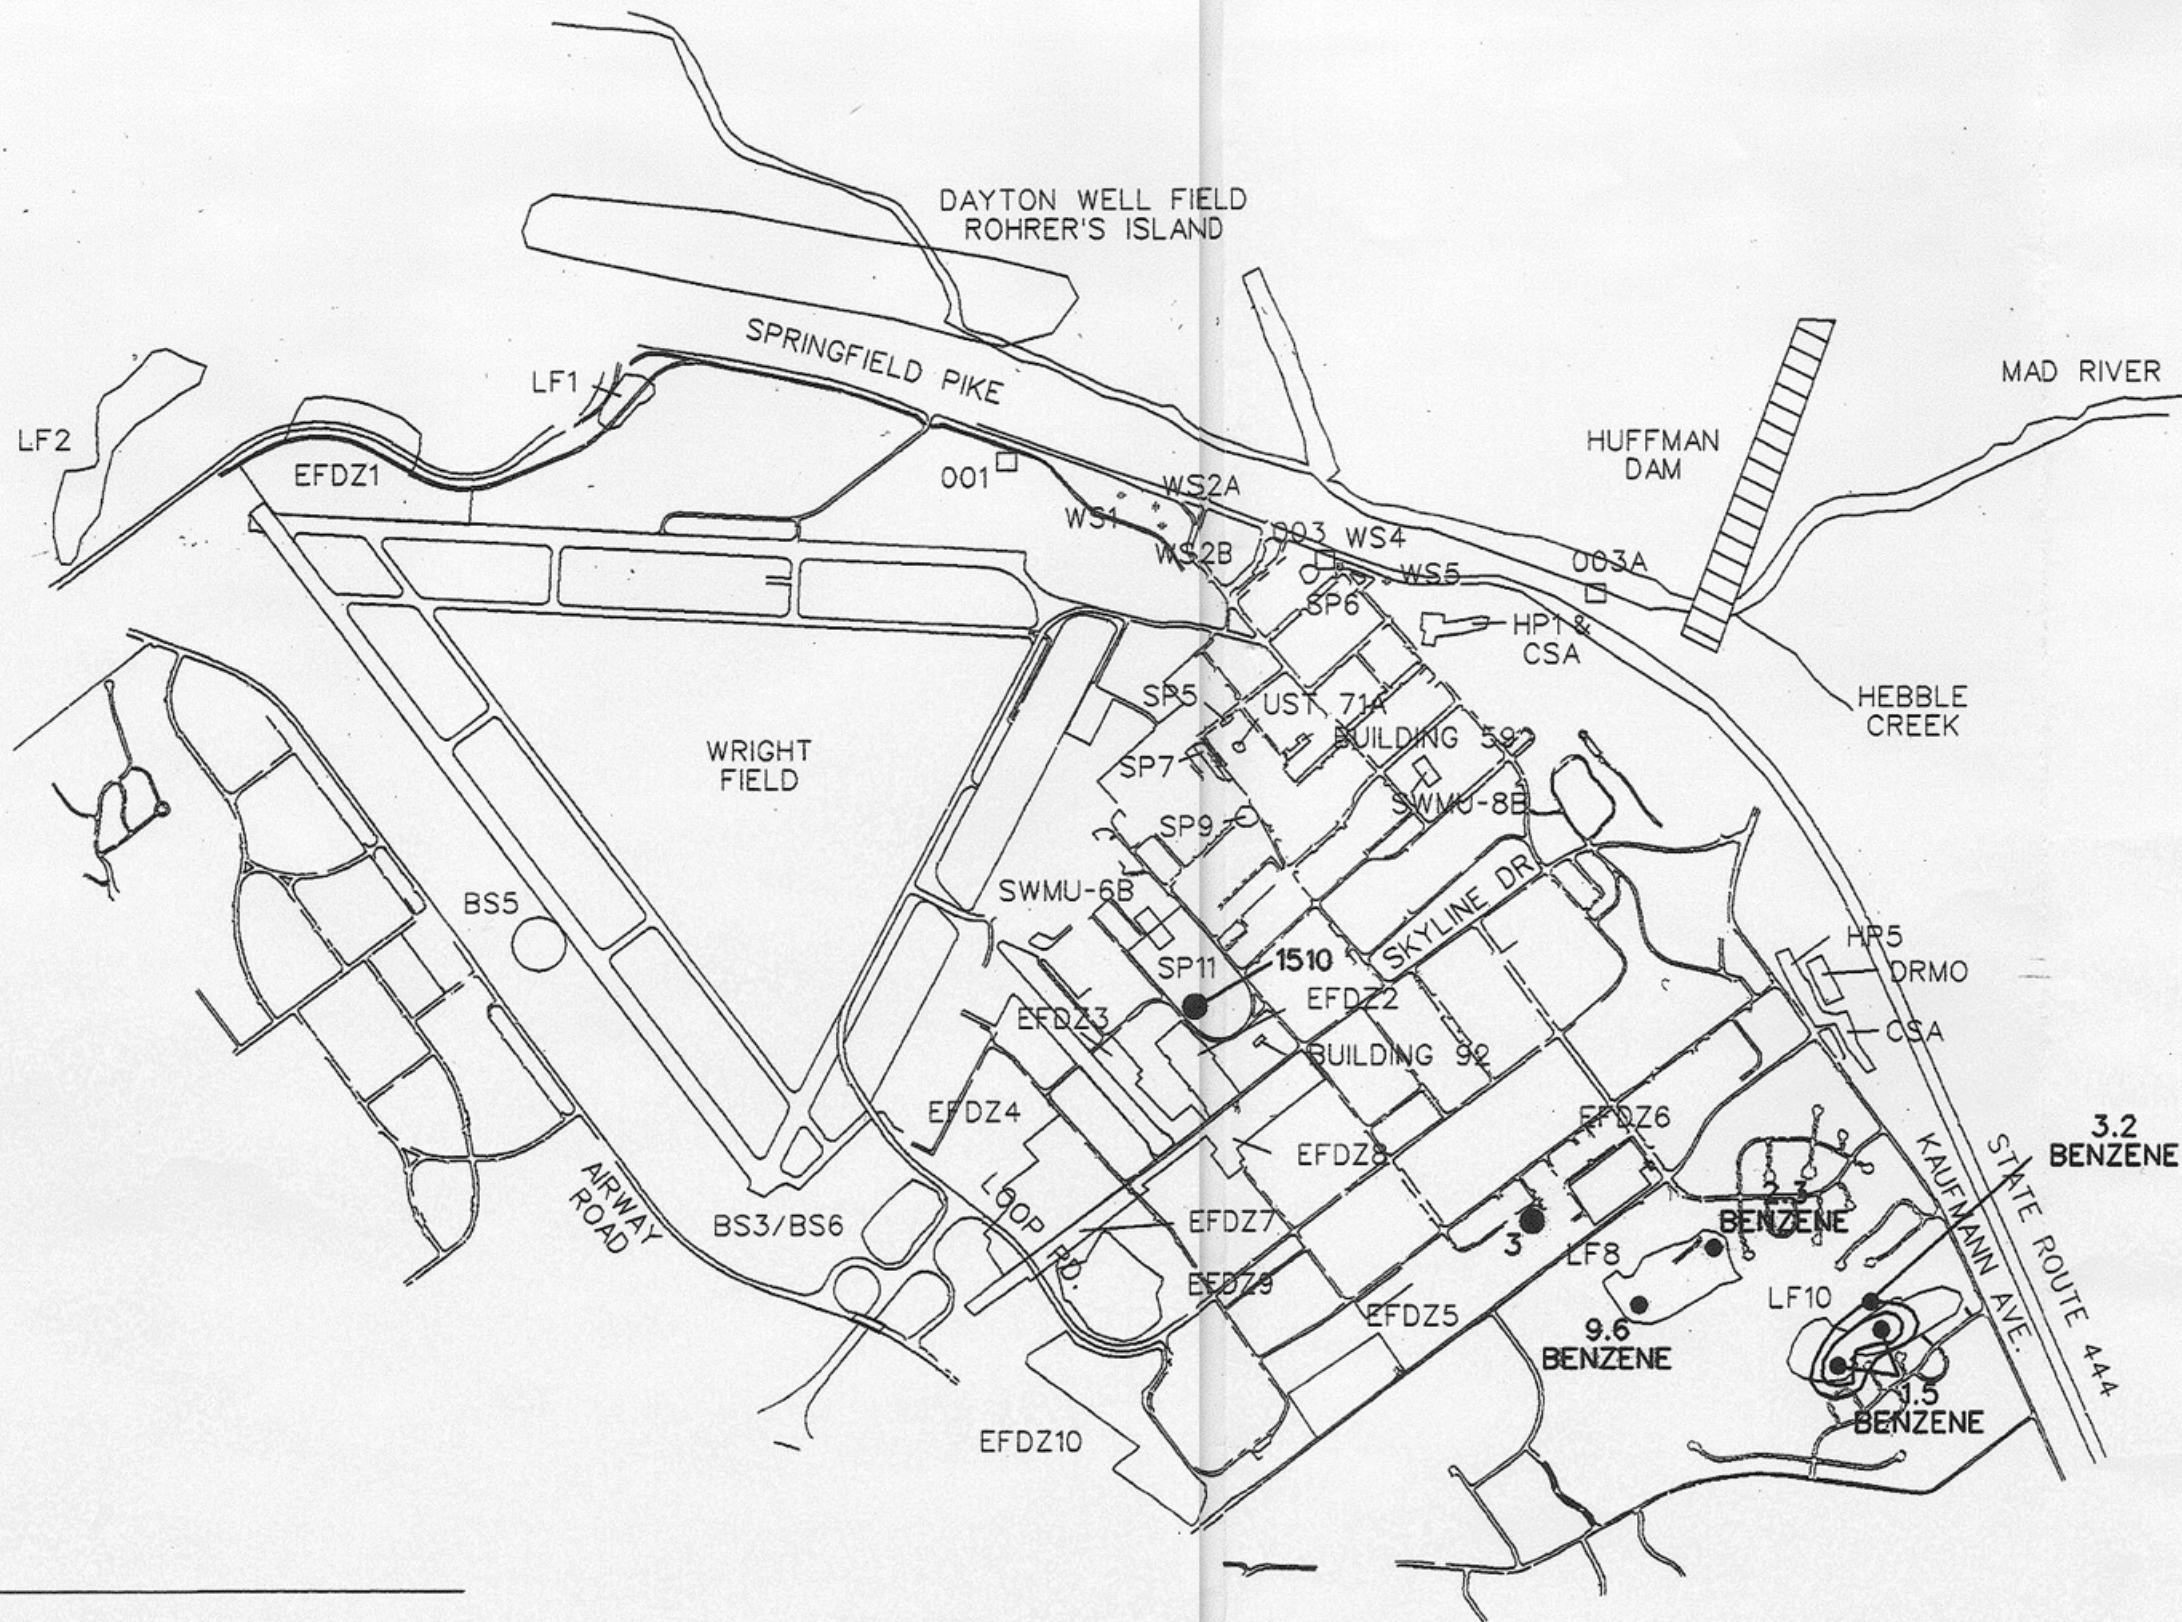 DAYTON WELL FIELD
ROHRER'S ISLAND
SPRINGFIELD PIKE
MAD RIVER
LF1
LF2
HUFFMAN
DAM
EFDZ1
001
WS2A
WS1
003
WS4
WS2B
003A
WS5
SP6
HP1 &
CSA
SP5
UST 71A
HEBBLE
CREEK
WRIGHT
FIELD
BUILDING 592
SP7
SWMU-8B
SP9
SKYLINE DR
SWMU-6B
BS5
HP5
SP11
1510
DRMO
EFDZ2
EFDZ3
CSA
BUILDING 92
EFDZ4
EFDZ6
3.2
BENZENE
EFDZ8
KAUFMANN AVE.
STATE ROUTE 444
AIRWAY
ROAD
LOOP RD.
2.3
BENZENE
BS3/BS6
EFDZ7
3
LF8
EFDZ9
LF10
EFDZ5
9.6
BENZENE
1.5
BENZENE
EFDZ10